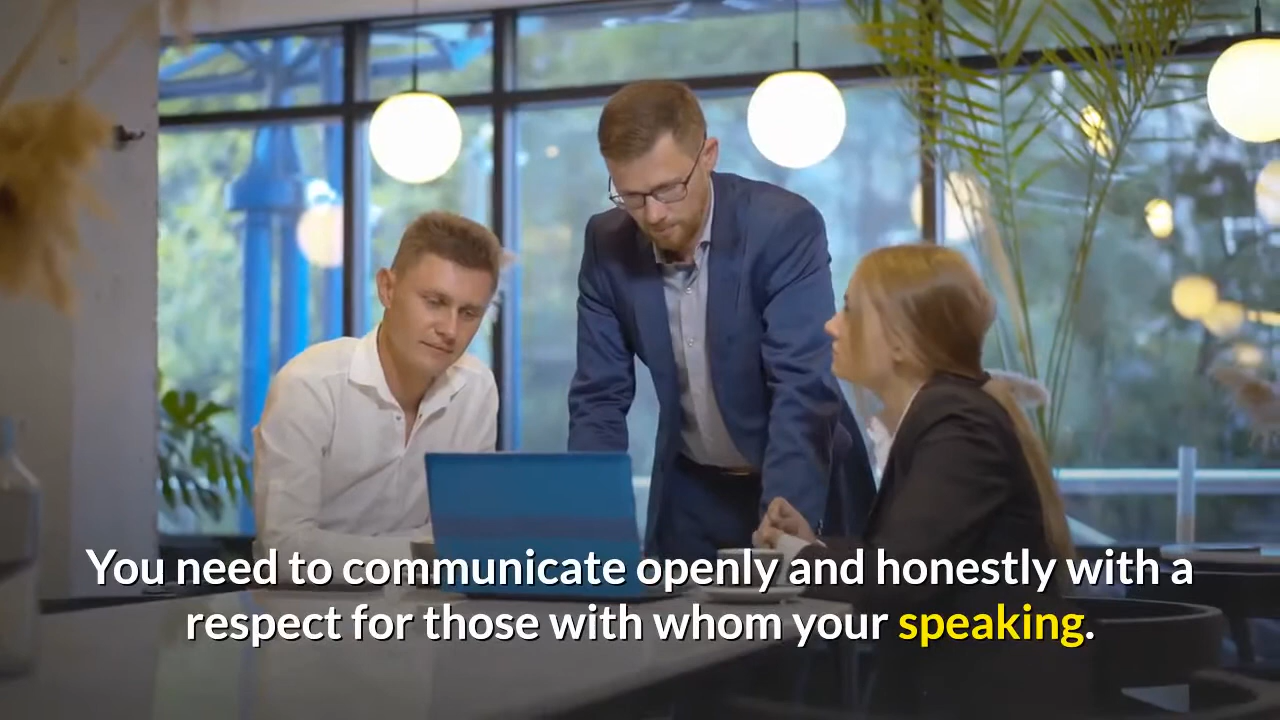 You need to communicate openly and honestly with a
respect for those with whom your speaking.